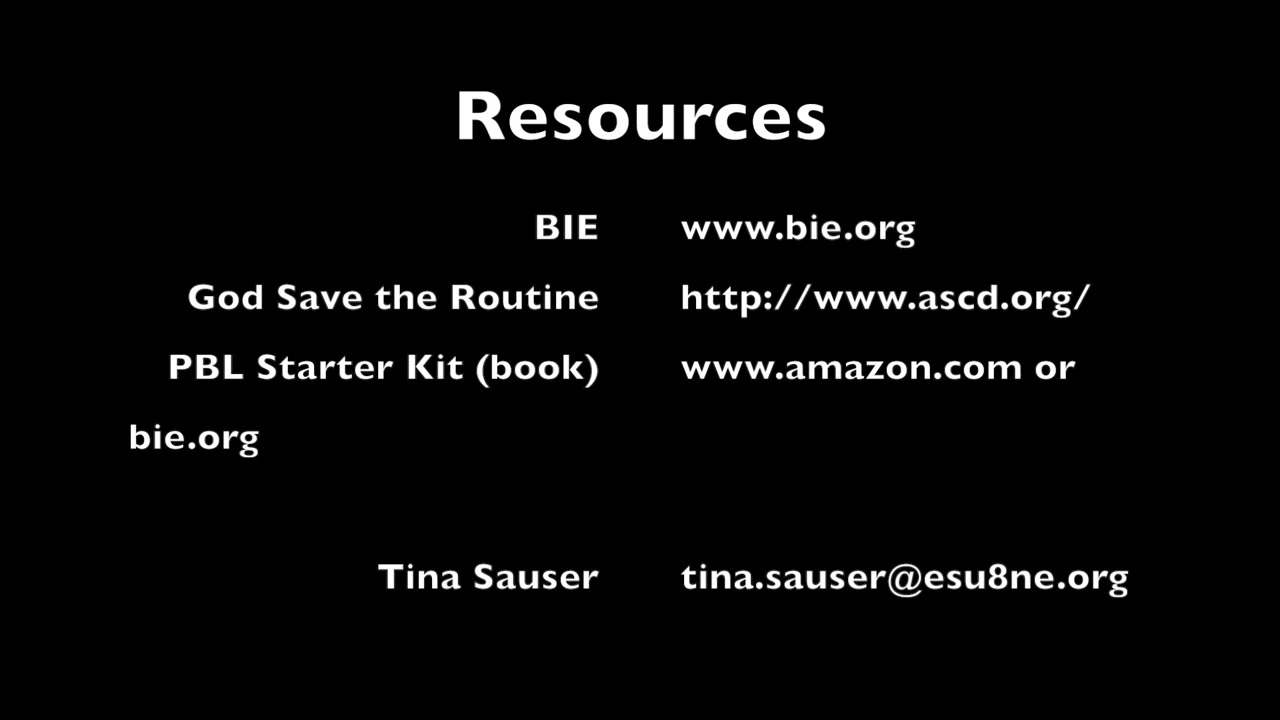 Resources
BIE www.bie.org
God Save the Routine http://www.ascd.org/
PBL Starter Kit (book) www.amazon.com or
bie.org
Tina Sauser tina.sauser@esu8ne.org